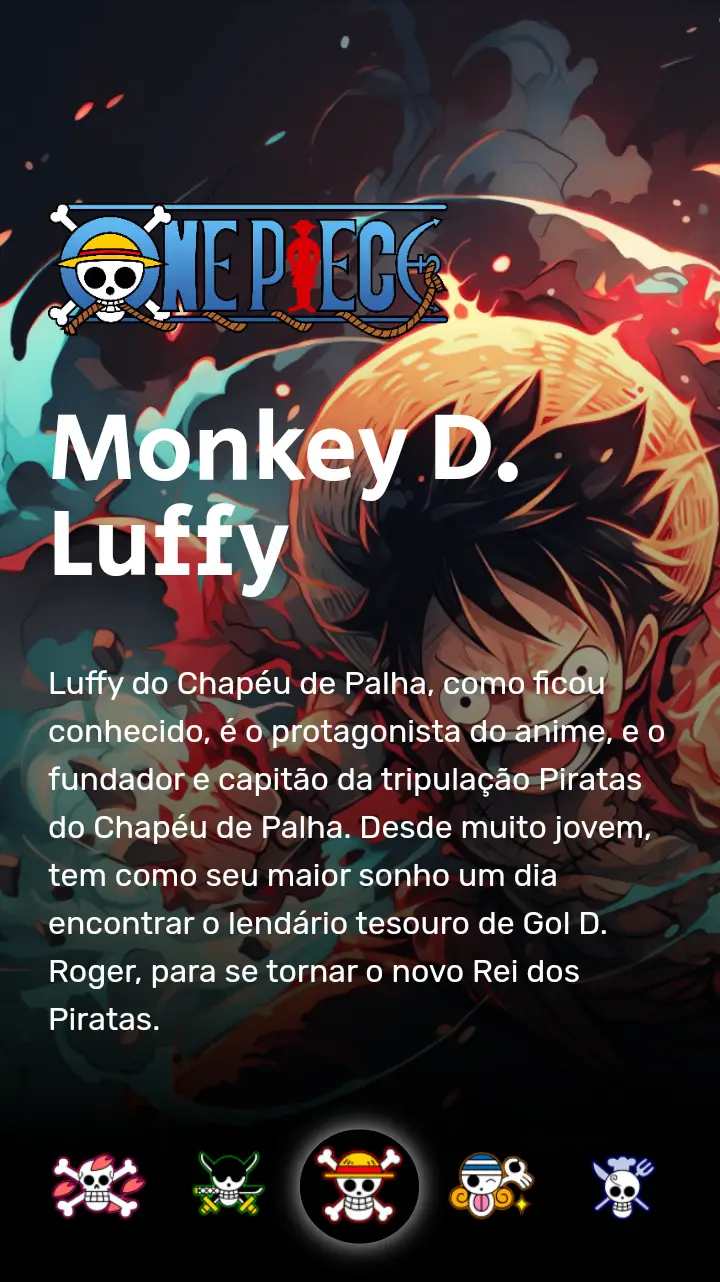 ONE PIECE
Monkey D.
Luffy
Luffy do Chapéu de Palha, como ficou
conhecido, é o protagonista do anime, e o
fundador e capitão da tripulação Piratas
do Chapéu de Palha. Desde muito jovem,
tem como seu maior sonho um dia
encontrar o lendário tesouro de Gol D.
Roger, para se tornar o novo Rei dos
Piratas.